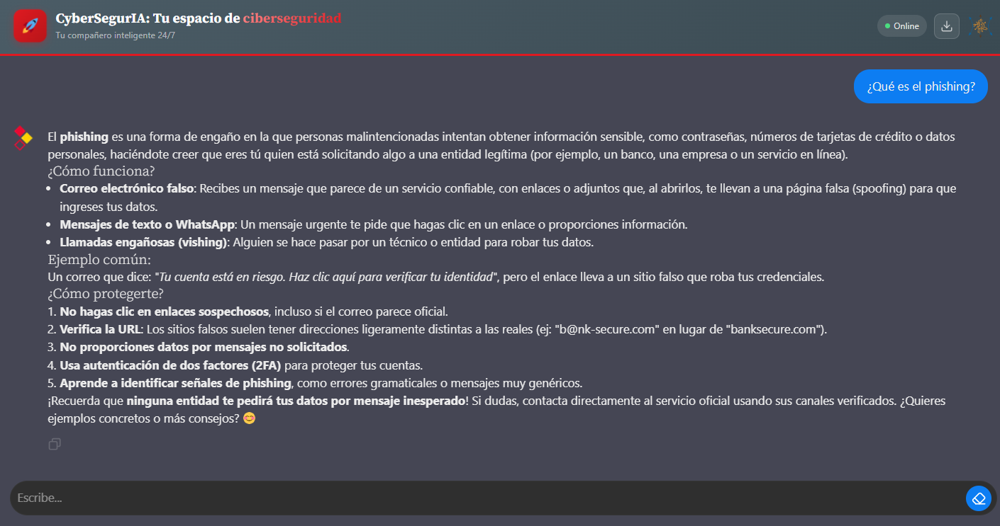 CyberSegurIA: Tu espacio de ciberseguridad
Tu compañero inteligente 24/7
Online
¿Qué es el phishing?
El phishing es una forma de engaño en la que personas malintencionadas intentan obtener información sensible, como contraseñas, números de tarjetas de crédito o datos
personales, haciéndote creer que eres tú quien está solicitando algo a una entidad legítima (por ejemplo, un banco, una empresa o un servicio en línea).
¿Cómo funciona?
• Correo electrónico falso: Recibes un mensaje que parece de un servicio confiable, con enlaces o adjuntos que, al abrirlos, te llevan a una página falsa (spoofing) para que
ingreses tus datos.
• Mensajes de texto o WhatsApp: Un mensaje urgente te pide que hagas clic en un enlace o proporciones información.
• Llamadas engañosas (vishing): Alguien se hace pasar por un técnico o entidad para robar tus datos.
Ejemplo común:
Un correo que dice: "Tu cuenta está en riesgo. Haz clic aquí para verificar tu identidad", pero el enlace lleva a un sitio falso que roba tus credenciales.
¿Cómo protegerte?
1. No hagas clic en enlaces sospechosos, incluso si el correo parece oficial.
2. Verifica la URL: Los sitios falsos suelen tener direcciones ligeramente distintas a las reales (ej: "b@nk-secure.com" en lugar de "banksecure.com").
3. No proporciones datos por mensajes no solicitados.
4. Usa autenticación de dos factores (2FA) para proteger tus cuentas.
5. Aprende a identificar señales de phishing, como errores gramaticales o mensajes muy genéricos.
¡Recuerda que ninguna entidad te pedirá tus datos por mensaje inesperado! Si dudas, contacta directamente al servicio oficial usando sus canales verificados. ¿Quieres
ejemplos concretos o más consejos? 😊
Escribe...